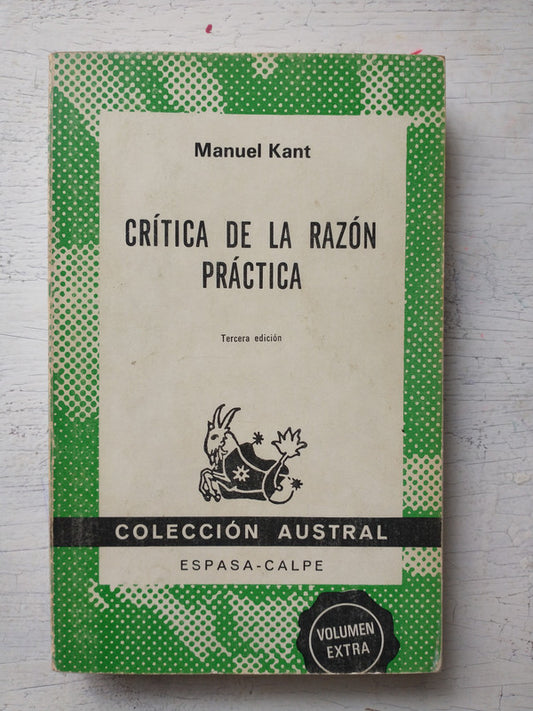 Manuel Kant
CRÍTICA DE LA RAZÓN
PRÁCTICA
Tercera edición
COLECCIÓN AUSTRAL
ESPASA-CALPE
VOLUMEN
EXTRA